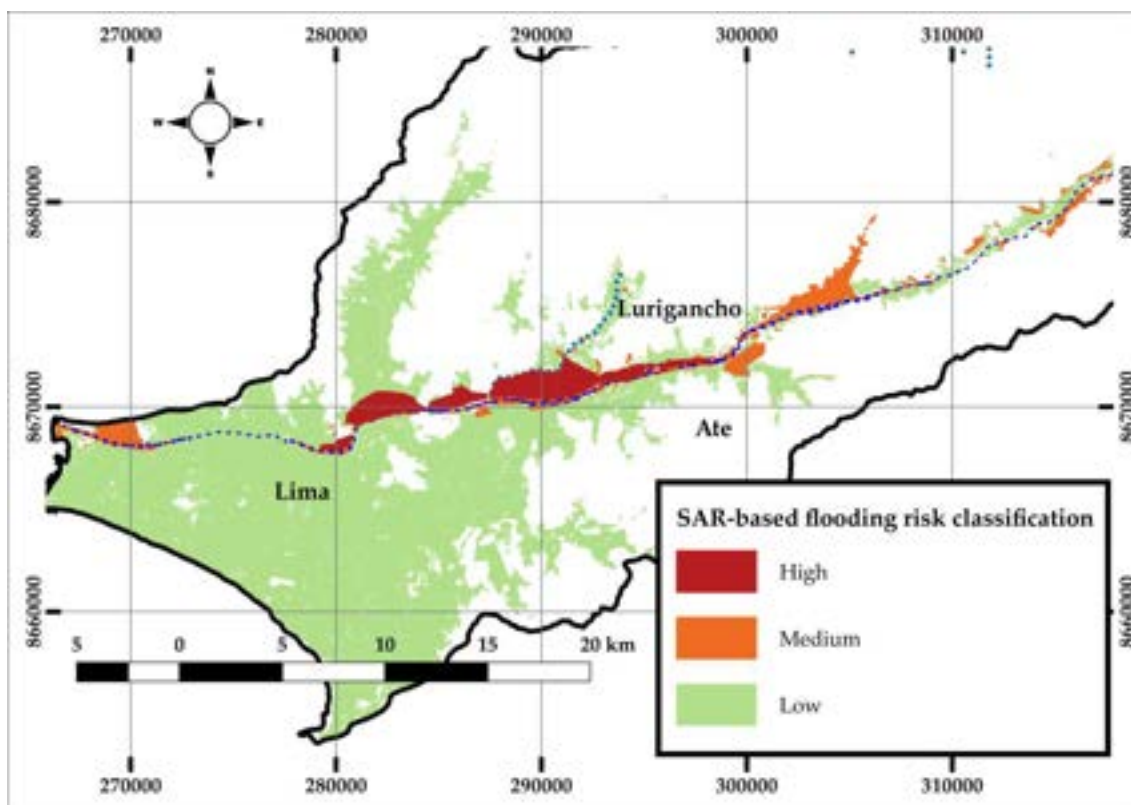 270000 280000 290000 300000 310000
N
W E
S
8680000 8680000
Lurigancho
8670000 8670000
Ate
Lima
SAR-based flooding risk classification
High
8660000 8660000
Medium
5 0 5 10 15 20 km
Low
270000 280000 290000 300000 310000